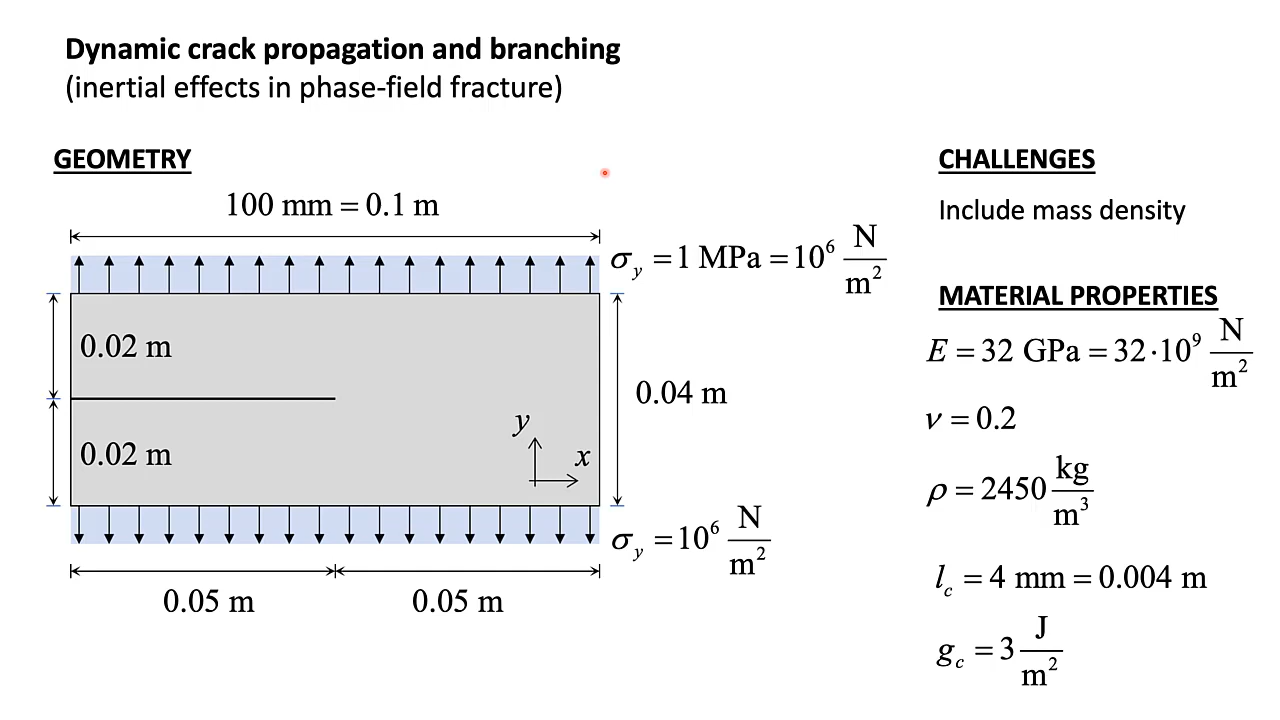 Dynamic crack propagation and branching
(inertial effects in phase-field fracture)
GEOMETRY
100 mm = 0.1 m
σ_y = 1 MPa = 10^6 N/m^2
0.02 m
0.04 m
0.02 m
y
x
σ_y = 10^6 N/m^2
0.05 m
0.05 m
CHALLENGES
Include mass density
MATERIAL PROPERTIES
E = 32 GPa = 32·10^9 N/m^2
ν = 0.2
ρ = 2450 kg/m^3
l_c = 4 mm = 0.004 m
g_c = 3 J/m^2